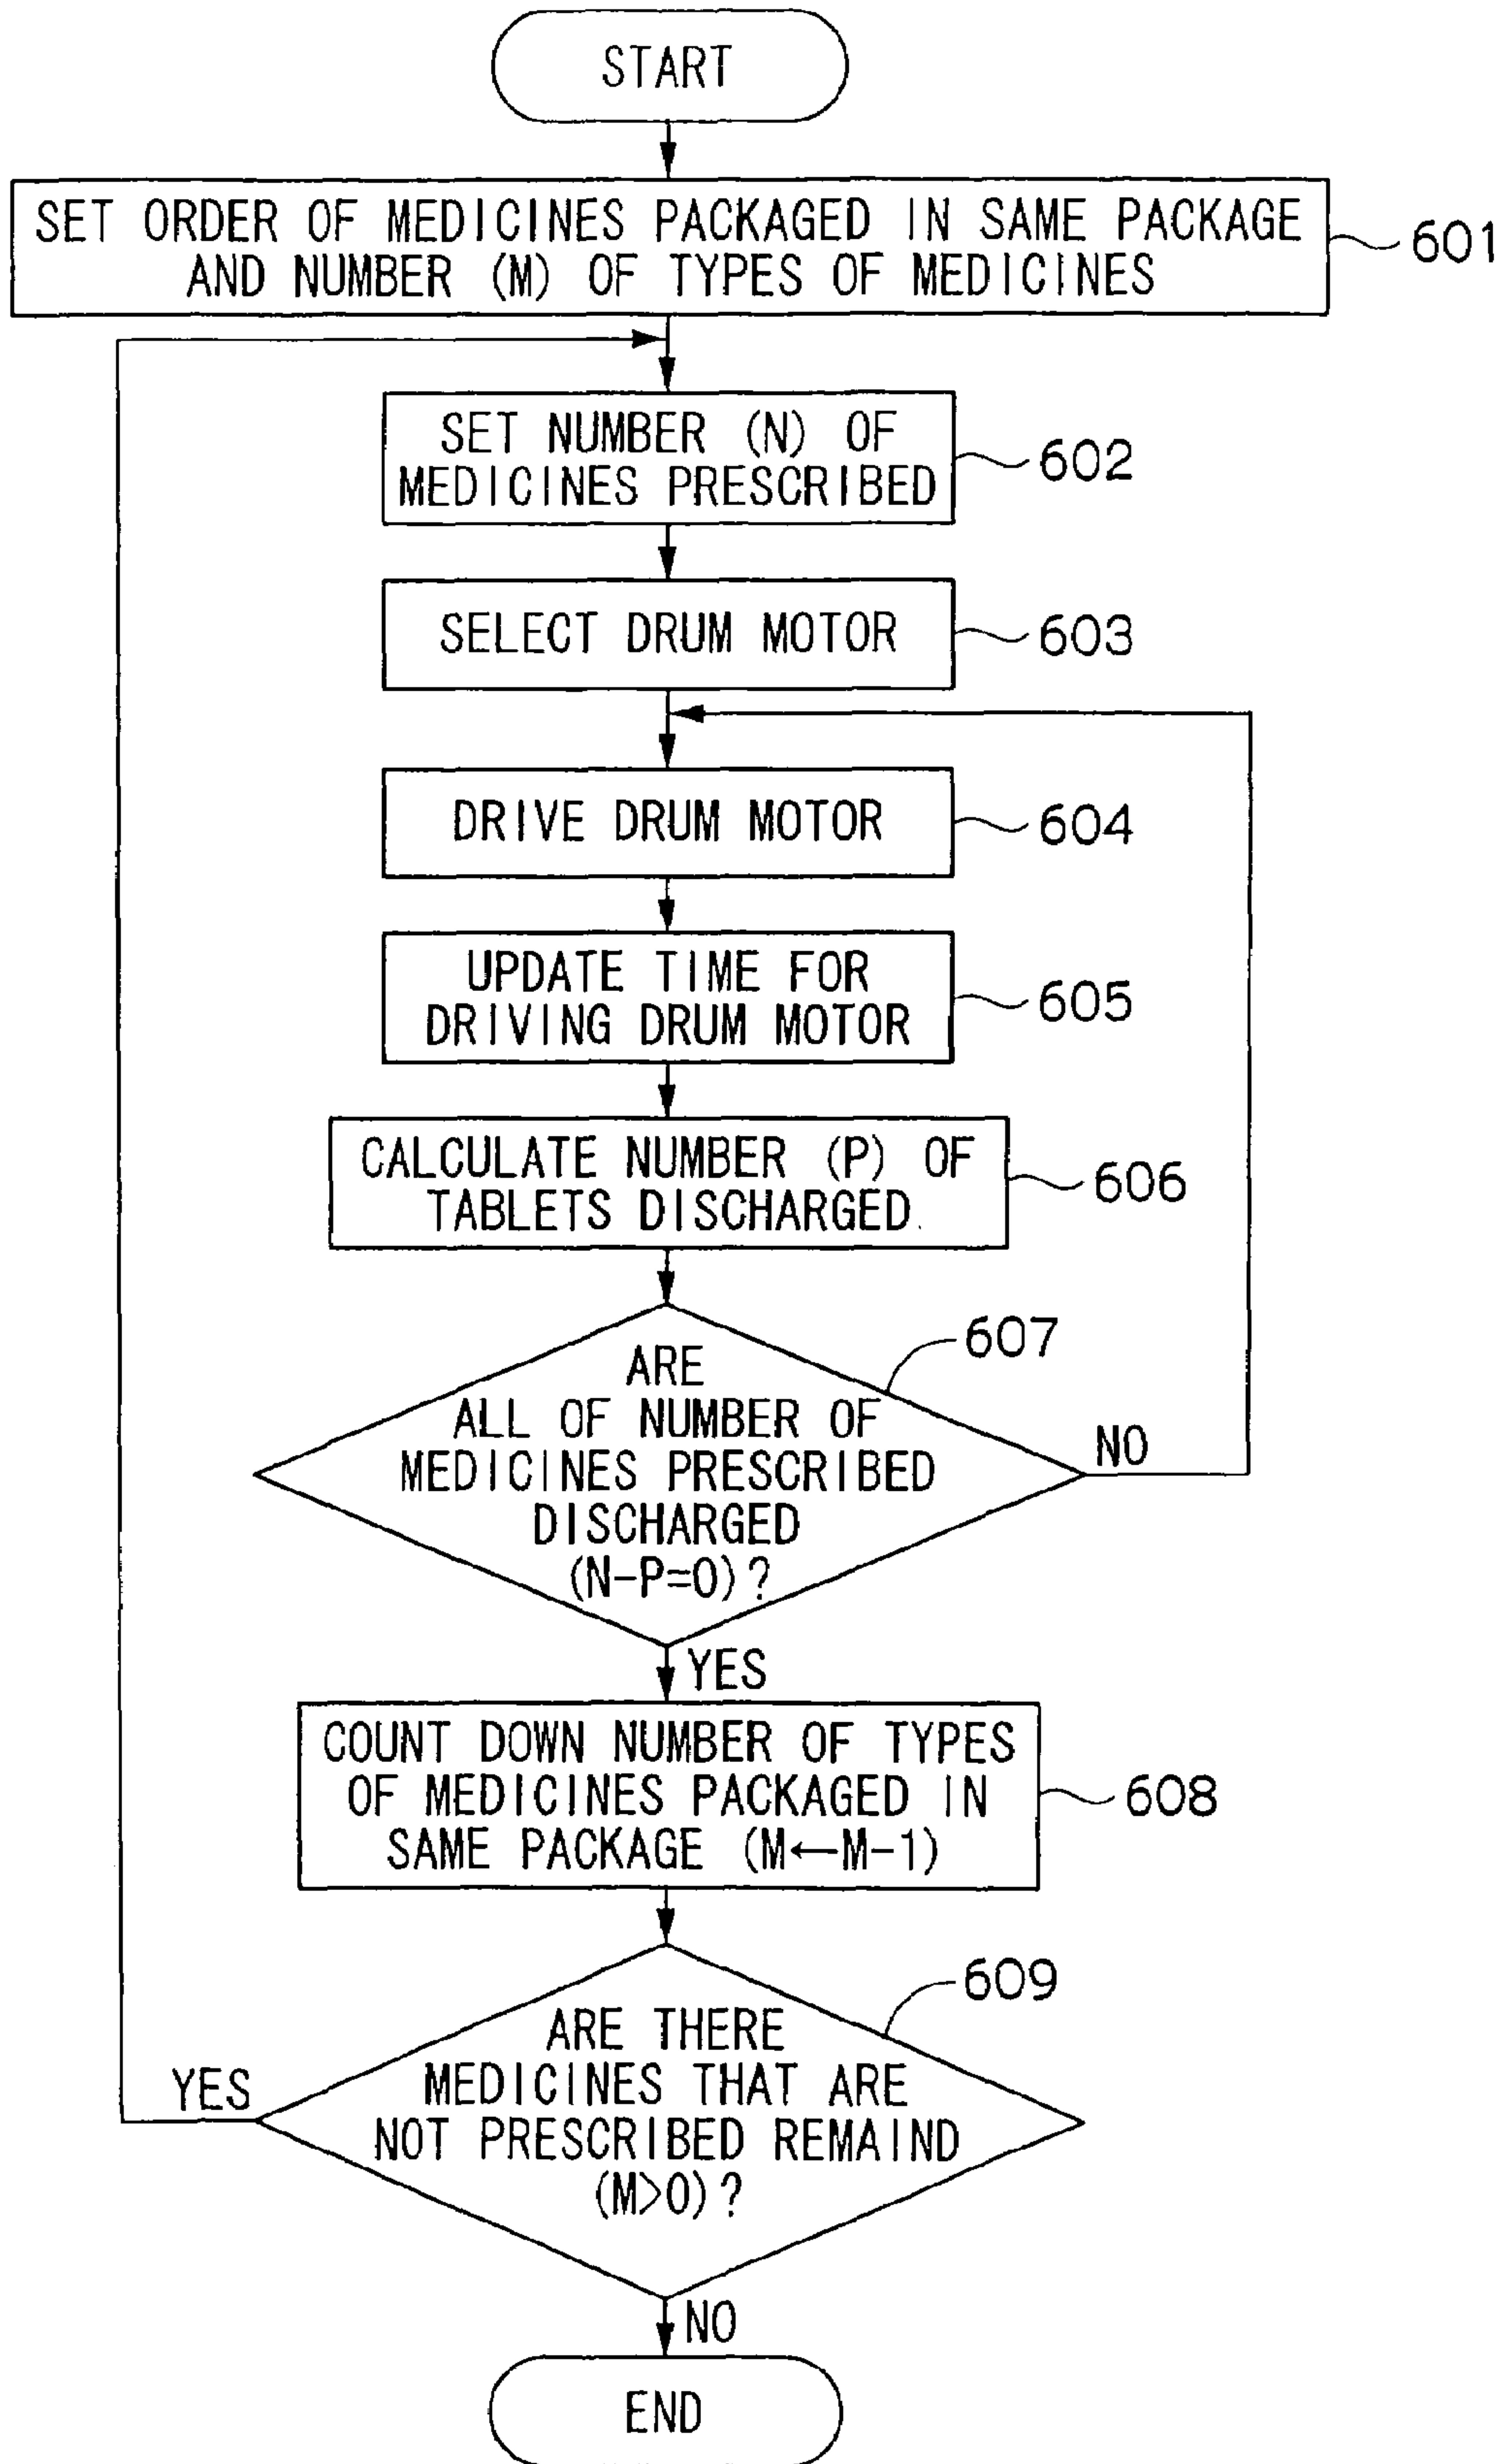 START
SET ORDER OF MEDICINES PACKAGED IN SAME PACKAGE
AND NUMBER (M) OF TYPES OF MEDICINES
601
SET NUMBER (N) OF
MEDICINES PRESCRIBED
602
SELECT DRUM MOTOR
603
DRIVE DRUM MOTOR
604
UPDATE TIME FOR
DRIVING DRUM MOTOR
605
CALCULATE NUMBER (P) OF
TABLETS DISCHARGED
606
607
ARE
ALL OF NUMBER OF
MEDICINES PRESCRIBED
DISCHARGED
(N-P=0)?
NO
YES
COUNT DOWN NUMBER OF TYPES
OF MEDICINES PACKAGED IN
SAME PACKAGE (M←M-1)
608
609
ARE THERE
MEDICINES THAT ARE
NOT PRESCRIBED REMAIND
(M>0)?
YES
NO
END